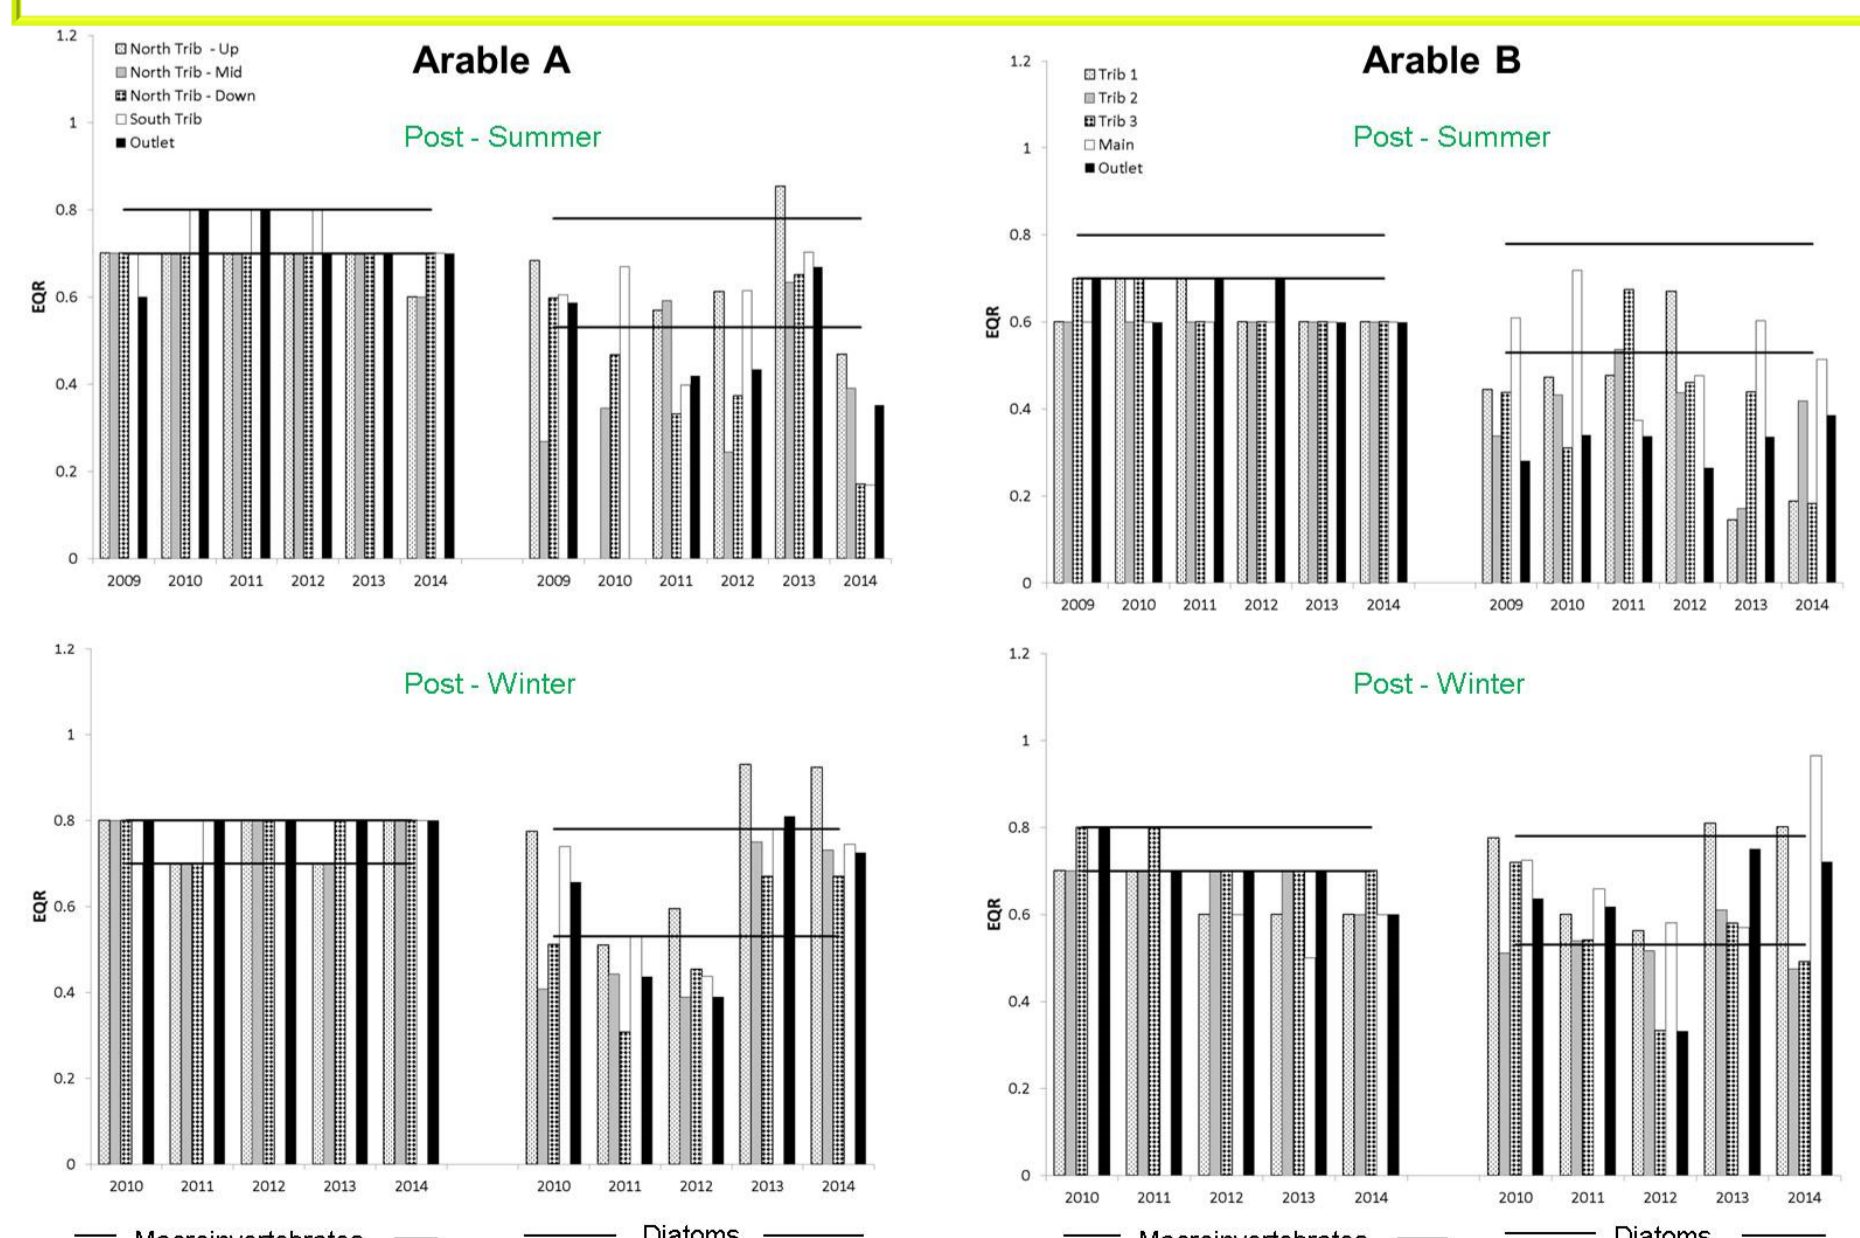 Arable A
Post - Summer
North Trib - Up
North Trib - Mid
North Trib - Down
South Trib
Outlet
EQR
1.2
1
0.8
0.6
0.4
0.2
0
2009 2010 2011 2012 2013 2014 2009 2010 2011 2012 2013 2014
Arable B
Post - Summer
Trib 1
Trib 2
Trib 3
Main
Outlet
EQR
1.2
1
0.8
0.6
0.4
0.2
0
2009 2010 2011 2012 2013 2014 2009 2010 2011 2012 2013 2014
Post - Winter
EQR
1.2
1
0.8
0.6
0.4
0.2
0
2010 2011 2012 2013 2014 2010 2011 2012 2013 2014
Macroinvertebrates Diatoms
Post - Winter
EQR
1.2
1
0.8
0.6
0.4
0.2
0
2010 2011 2012 2013 2014 2010 2011 2012 2013 2014
Macroinvertebrates Diatoms